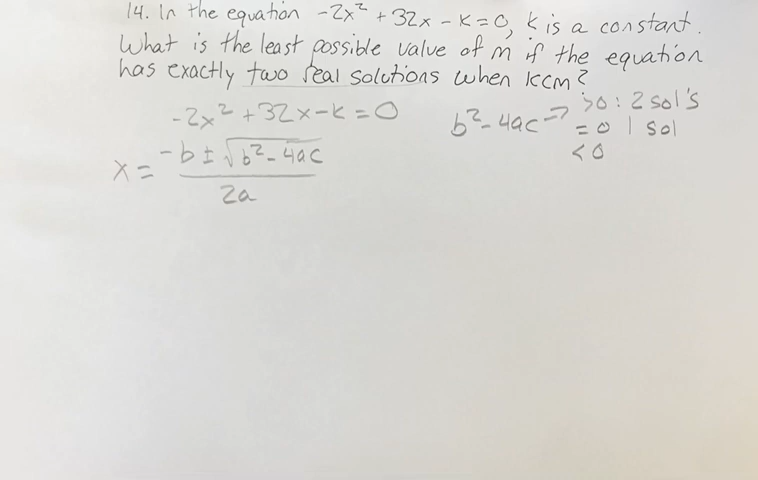 14. In the equation -2x² + 32x - k = 0, k is a constant.
What is the least possible value of m if the equation
has exactly two real solutions when k<m?
-2x² + 32x - k = 0
b² - 4ac => >0 : 2 sol's
= 0 1 sol
< 0
x = -b ± √b² - 4ac
2a